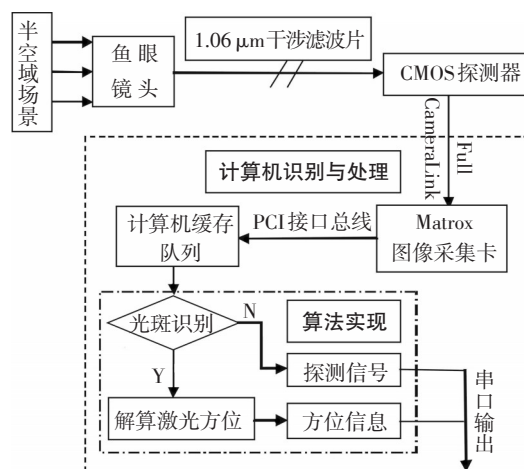 半空域场景
鱼眼
镜头
1.06 μm干涉滤波片
CMOS探测器
Full
CameraLink
计算机识别与处理
Matrox
图像采集卡
PCI接口总线
计算机缓存
队列
光斑识别
N
Y
算法实现
探测信号
解算激光方位
方位信息
串口输出